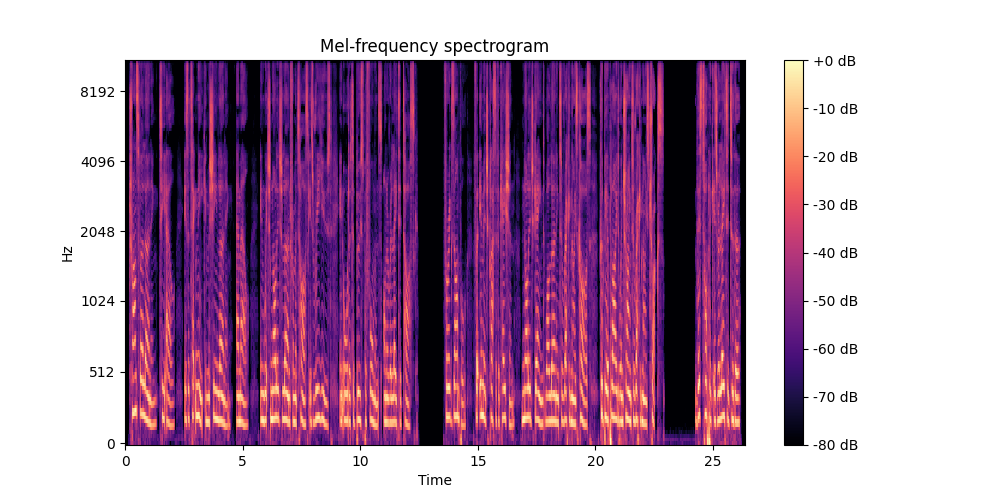 Mel-frequency spectrogram
Hz
8192
4096
2048
1024
512
0
0 5 10 15 20 25
Time
+0 dB
-10 dB
-20 dB
-30 dB
-40 dB
-50 dB
-60 dB
-70 dB
-80 dB